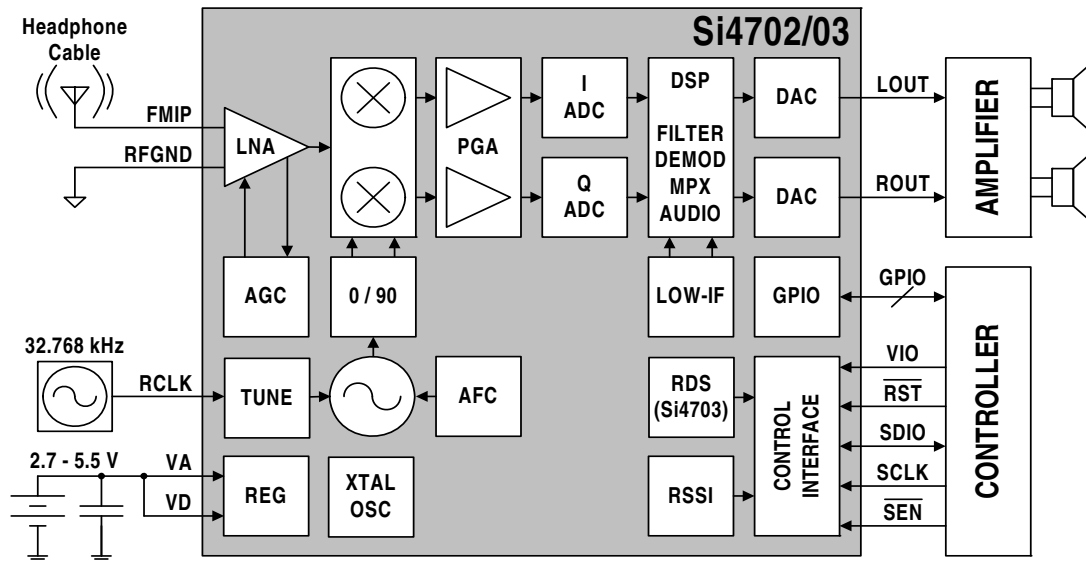 Si4702/03
Headphone
Cable
FMIP
RFGND
LNA
PGA
I
ADC
Q
ADC
DSP
FILTER
DEMOD
MPX
AUDIO
DAC
DAC
LOUT
ROUT
AMPLIFIER
AGC
0 / 90
LOW-IF
GPIO
GPIO
32.768 kHz
RCLK
TUNE
AFC
RDS
(Si4703)
CONTROL
INTERFACE
VIO
RST
SDIO
SCLK
SEN
CONTROLLER
2.7 - 5.5 V
VA
VD
REG
XTAL
OSC
RSSI